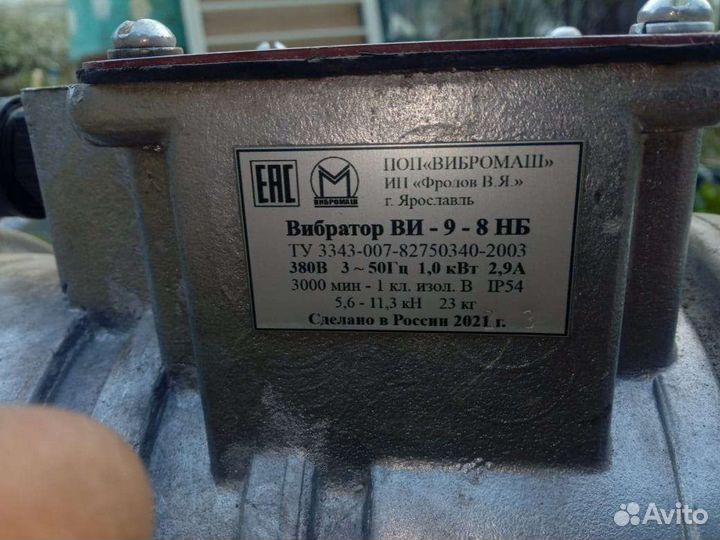 ПОП«ВИБРОМАШ»
ИП «Фролов В.Я.»
г. Ярославль
EAC
М
ВИБРОМАШ
Вибратор ВИ - 9 - 8 НБ
ТУ 3343-007-82750340-2003
380В 3 ~ 50Гц 1,0 кВт 2,9А
3000 мин - 1 кл. изол. В IP54
5,6 - 11,3 кН 23 кг
Сделано в России 2021 г.
3
Avito